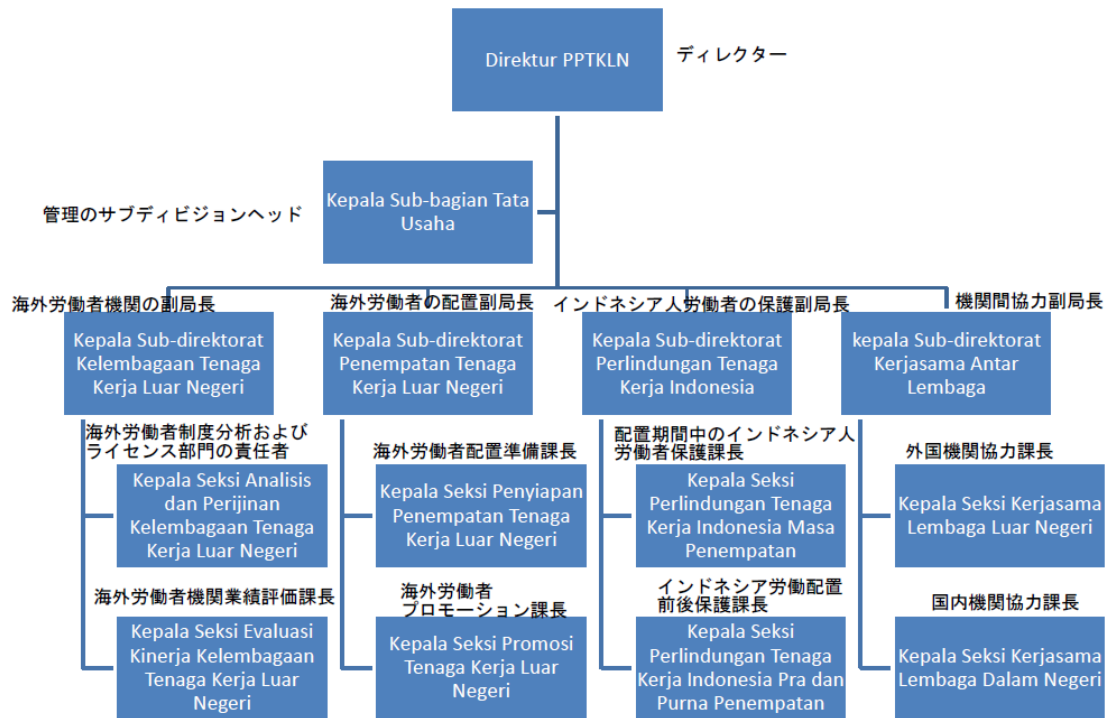 Direktur PPTKLN
ディレクター
Kepala Sub-bagian Tata
Usaha
管理のサブディビジョンヘッド
海外労働者機関の副局長
Kepala Sub-direktorat
Kelembagaan Tenaga
Kerja Luar Negeri
海外労働者の配置副局長
Kepala Sub-direktorat
Penempatan Tenaga
Kerja Luar Negeri
インドネシア人労働者の保護副局長
Kepala Sub-direktorat
Perlindungan Tenaga
Kerja Indonesia
機関間協力副局長
kepala Sub-direktorat
Kerjasama Antar
Lembaga
海外労働者制度分析および
ライセンス部門の責任者
Kepala Seksi Analisis
dan Perijinan
Kelembagaan Tenaga
Kerja Luar Negeri
海外労働者配置準備課長
Kepala Seksi Penyiapan
Penempatan Tenaga
Kerja Luar Negeri
配置期間中のインドネシア人
労働者保護課長
Kepala Seksi
Perlindungan Tenaga
Kerja Indonesia Masa
Penempatan
外国機関協力課長
Kepala Seksi Kerjasama
Lembaga Luar Negeri
海外労働者機関業績評価課長
Kepala Seksi Evaluasi
Kinerja Kelembagaan
Tenaga Kerja Luar
Negeri
海外労働者
プロモーション課長
Kepala Seksi Promosi
Tenaga Kerja Luar
Negeri
インドネシア労働配置
前後保護課長
Kepala Seksi
Perlindungan Tenaga
Kerja Indonesia Pra dan
Purna Penempatan
国内機関協力課長
Kepala Seksi Kerjasama
Lembaga Dalam Negeri